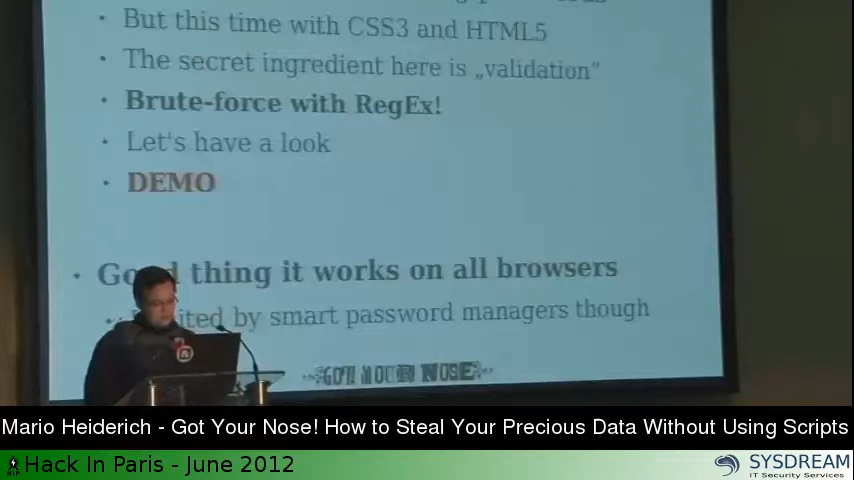 But this time with CSS3 and HTML5
The secret ingredient here is „validation"
Brute-force with RegEx!
Let's have a look
DEMO
Good thing it works on all browsers
by smart password managers though
GOT YOUR NOSE
Mario Heiderich - Got Your Nose! How to Steal Your Precious Data Without Using Scripts
HIP Hack In Paris - June 2012
SYSDREAM
IT Security Services